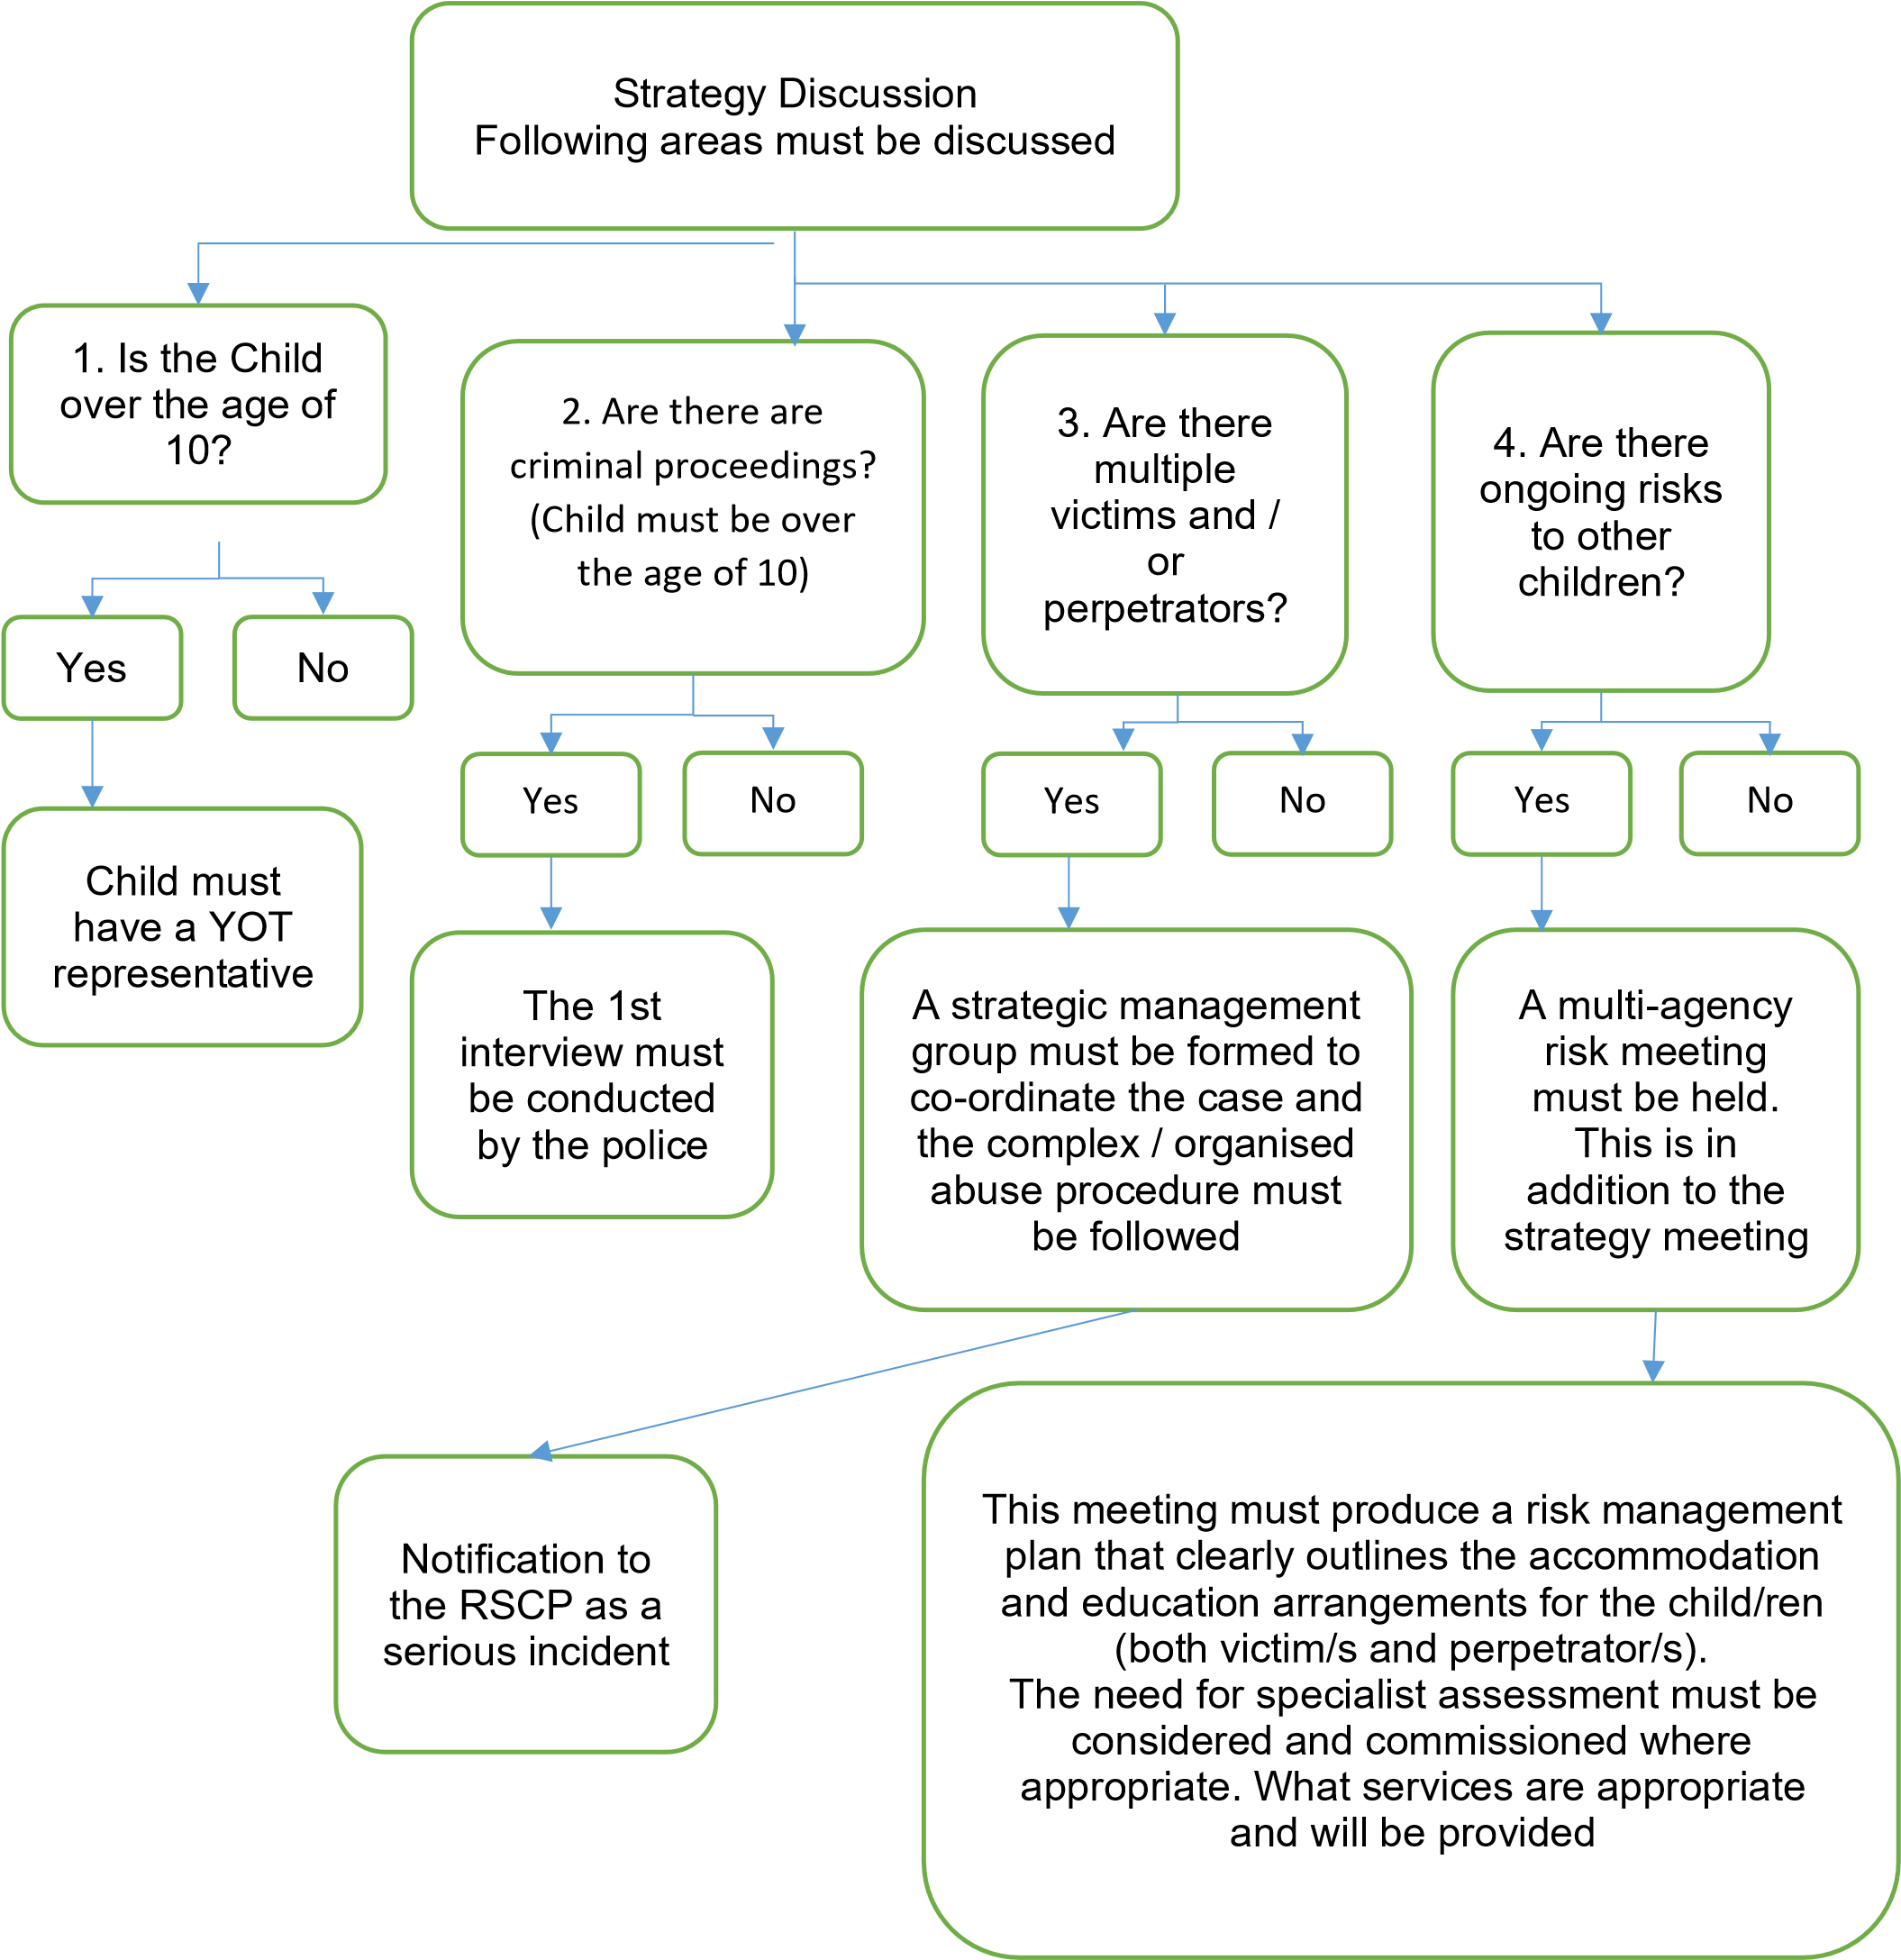 Strategy Discussion
Following areas must be discussed
1. Is the Child
over the age of
10?
Yes
No
Child must
have a YOT
representative
2. Are there are
criminal proceedings?
(Child must be over
the age of 10)
Yes
No
The 1st
interview must
be conducted
by the police
3. Are there
multiple
victims and /
or
perpetrators?
Yes
No
A strategic management
group must be formed to
co-ordinate the case and
the complex / organised
abuse procedure must
be followed
Notification to
the RSCP as a
serious incident
4. Are there
ongoing risks
to other
children?
Yes
No
A multi-agency
risk meeting
must be held.
This is in
addition to the
strategy meeting
This meeting must produce a risk management
plan that clearly outlines the accommodation
and education arrangements for the child/ren
(both victim/s and perpetrator/s).
The need for specialist assessment must be
considered and commissioned where
appropriate. What services are appropriate
and will be provided